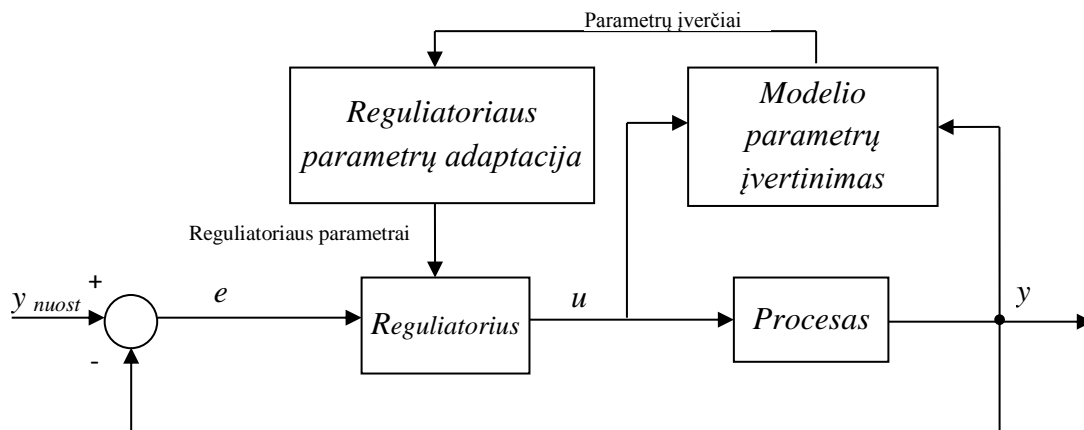 Parametrų įverčiai
Reguliatoriaus
parametrų adaptacija
Modelio
parametrų
įvertinimas
Reguliatoriaus parametrai
+
y nuost
-
e
Reguliatorius
u
Procesas
y